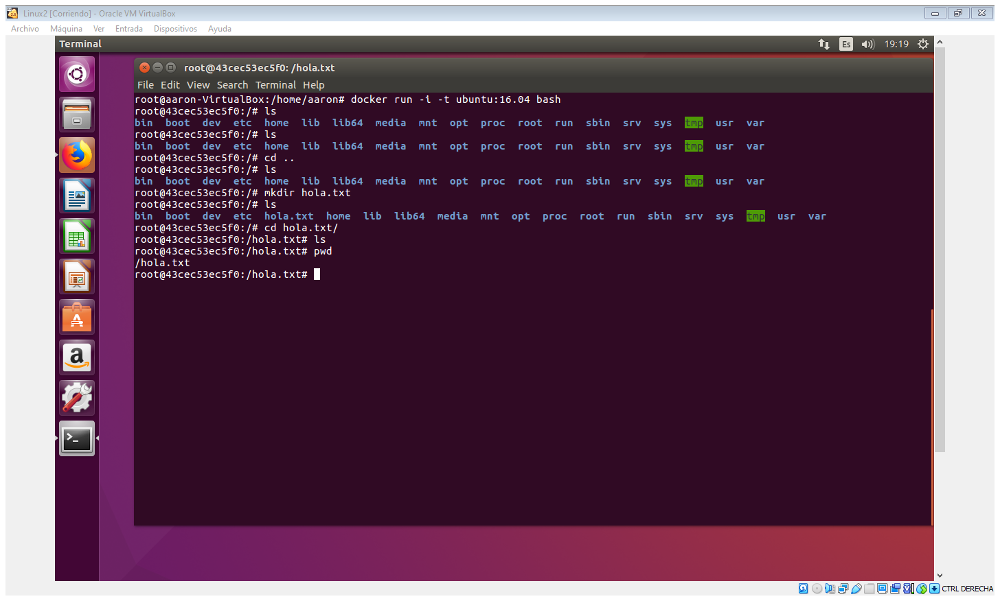 Linux2 [Corriendo] - Oracle VM VirtualBox
Archivo Máquina Ver Entrada Dispositivos Ayuda
Terminal Es 19:19
root@43cec53ec5f0: /hola.txt
File Edit View Search Terminal Help
root@aaron-VirtualBox:/home/aaron# docker run -i -t ubuntu:16.04 bash
root@43cec53ec5f0:/# ls
bin boot dev etc home lib lib64 media mnt opt proc root run sbin srv sys tmp usr var
root@43cec53ec5f0:/# ls
bin boot dev etc home lib lib64 media mnt opt proc root run sbin srv sys tmp usr var
root@43cec53ec5f0:/# cd ..
root@43cec53ec5f0:/# ls
bin boot dev etc home lib lib64 media mnt opt proc root run sbin srv sys tmp usr var
root@43cec53ec5f0:/# mkdir hola.txt
root@43cec53ec5f0:/# ls
bin boot dev etc hola.txt home lib lib64 media mnt opt proc root run sbin srv sys tmp usr var
root@43cec53ec5f0:/# cd hola.txt/
root@43cec53ec5f0:/hola.txt# ls
root@43cec53ec5f0:/hola.txt# pwd
/hola.txt
root@43cec53ec5f0:/hola.txt#
CTRL DERECHA